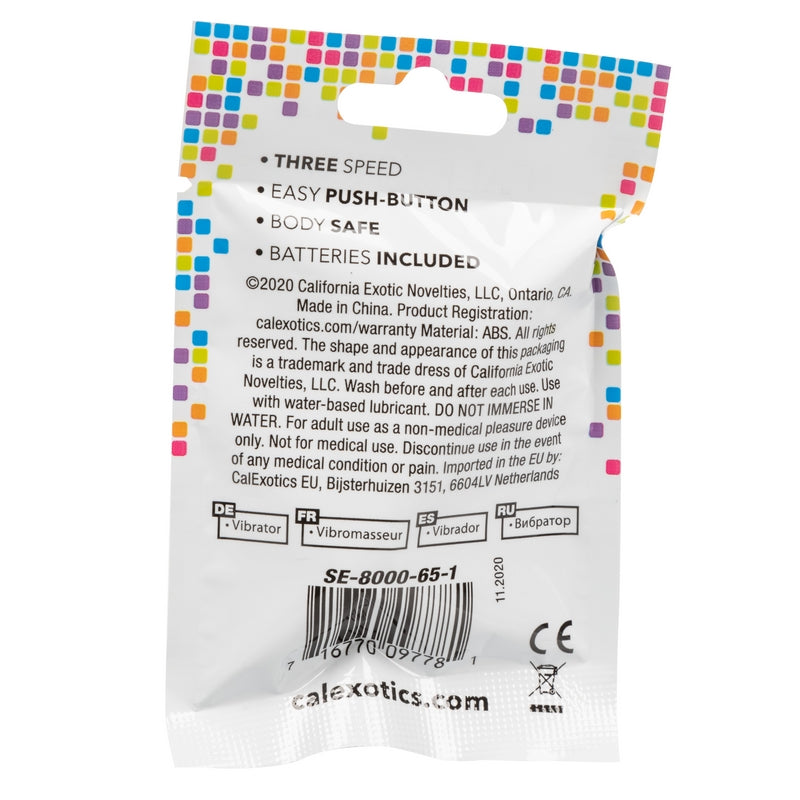 • THREE SPEED
• EASY PUSH-BUTTON
• BODY SAFE
• BATTERIES INCLUDED
©2020 California Exotic Novelties, LLC, Ontario, CA.
Made in China. Product Registration:
calexotics.com/warranty Material: ABS. All rights
reserved. The shape and appearance of this packaging
is a trademark and trade dress of California Exotic
Novelties, LLC. Wash before and after each use. Use
with water-based lubricant. DO NOT IMMERSE IN
WATER. For adult use as a non-medical pleasure device
only. Not for medical use. Discontinue use in the event
of any medical condition or pain. Imported in the EU by:
CalExotics EU, Bijsterhuizen 3151, 6604LV Netherlands
DE • Vibrator FR • Vibromasseur ES • Vibrador RU • Вибратор
SE-8000-65-1
11.2020
7 16770 09778 1
CE
calexotics.com